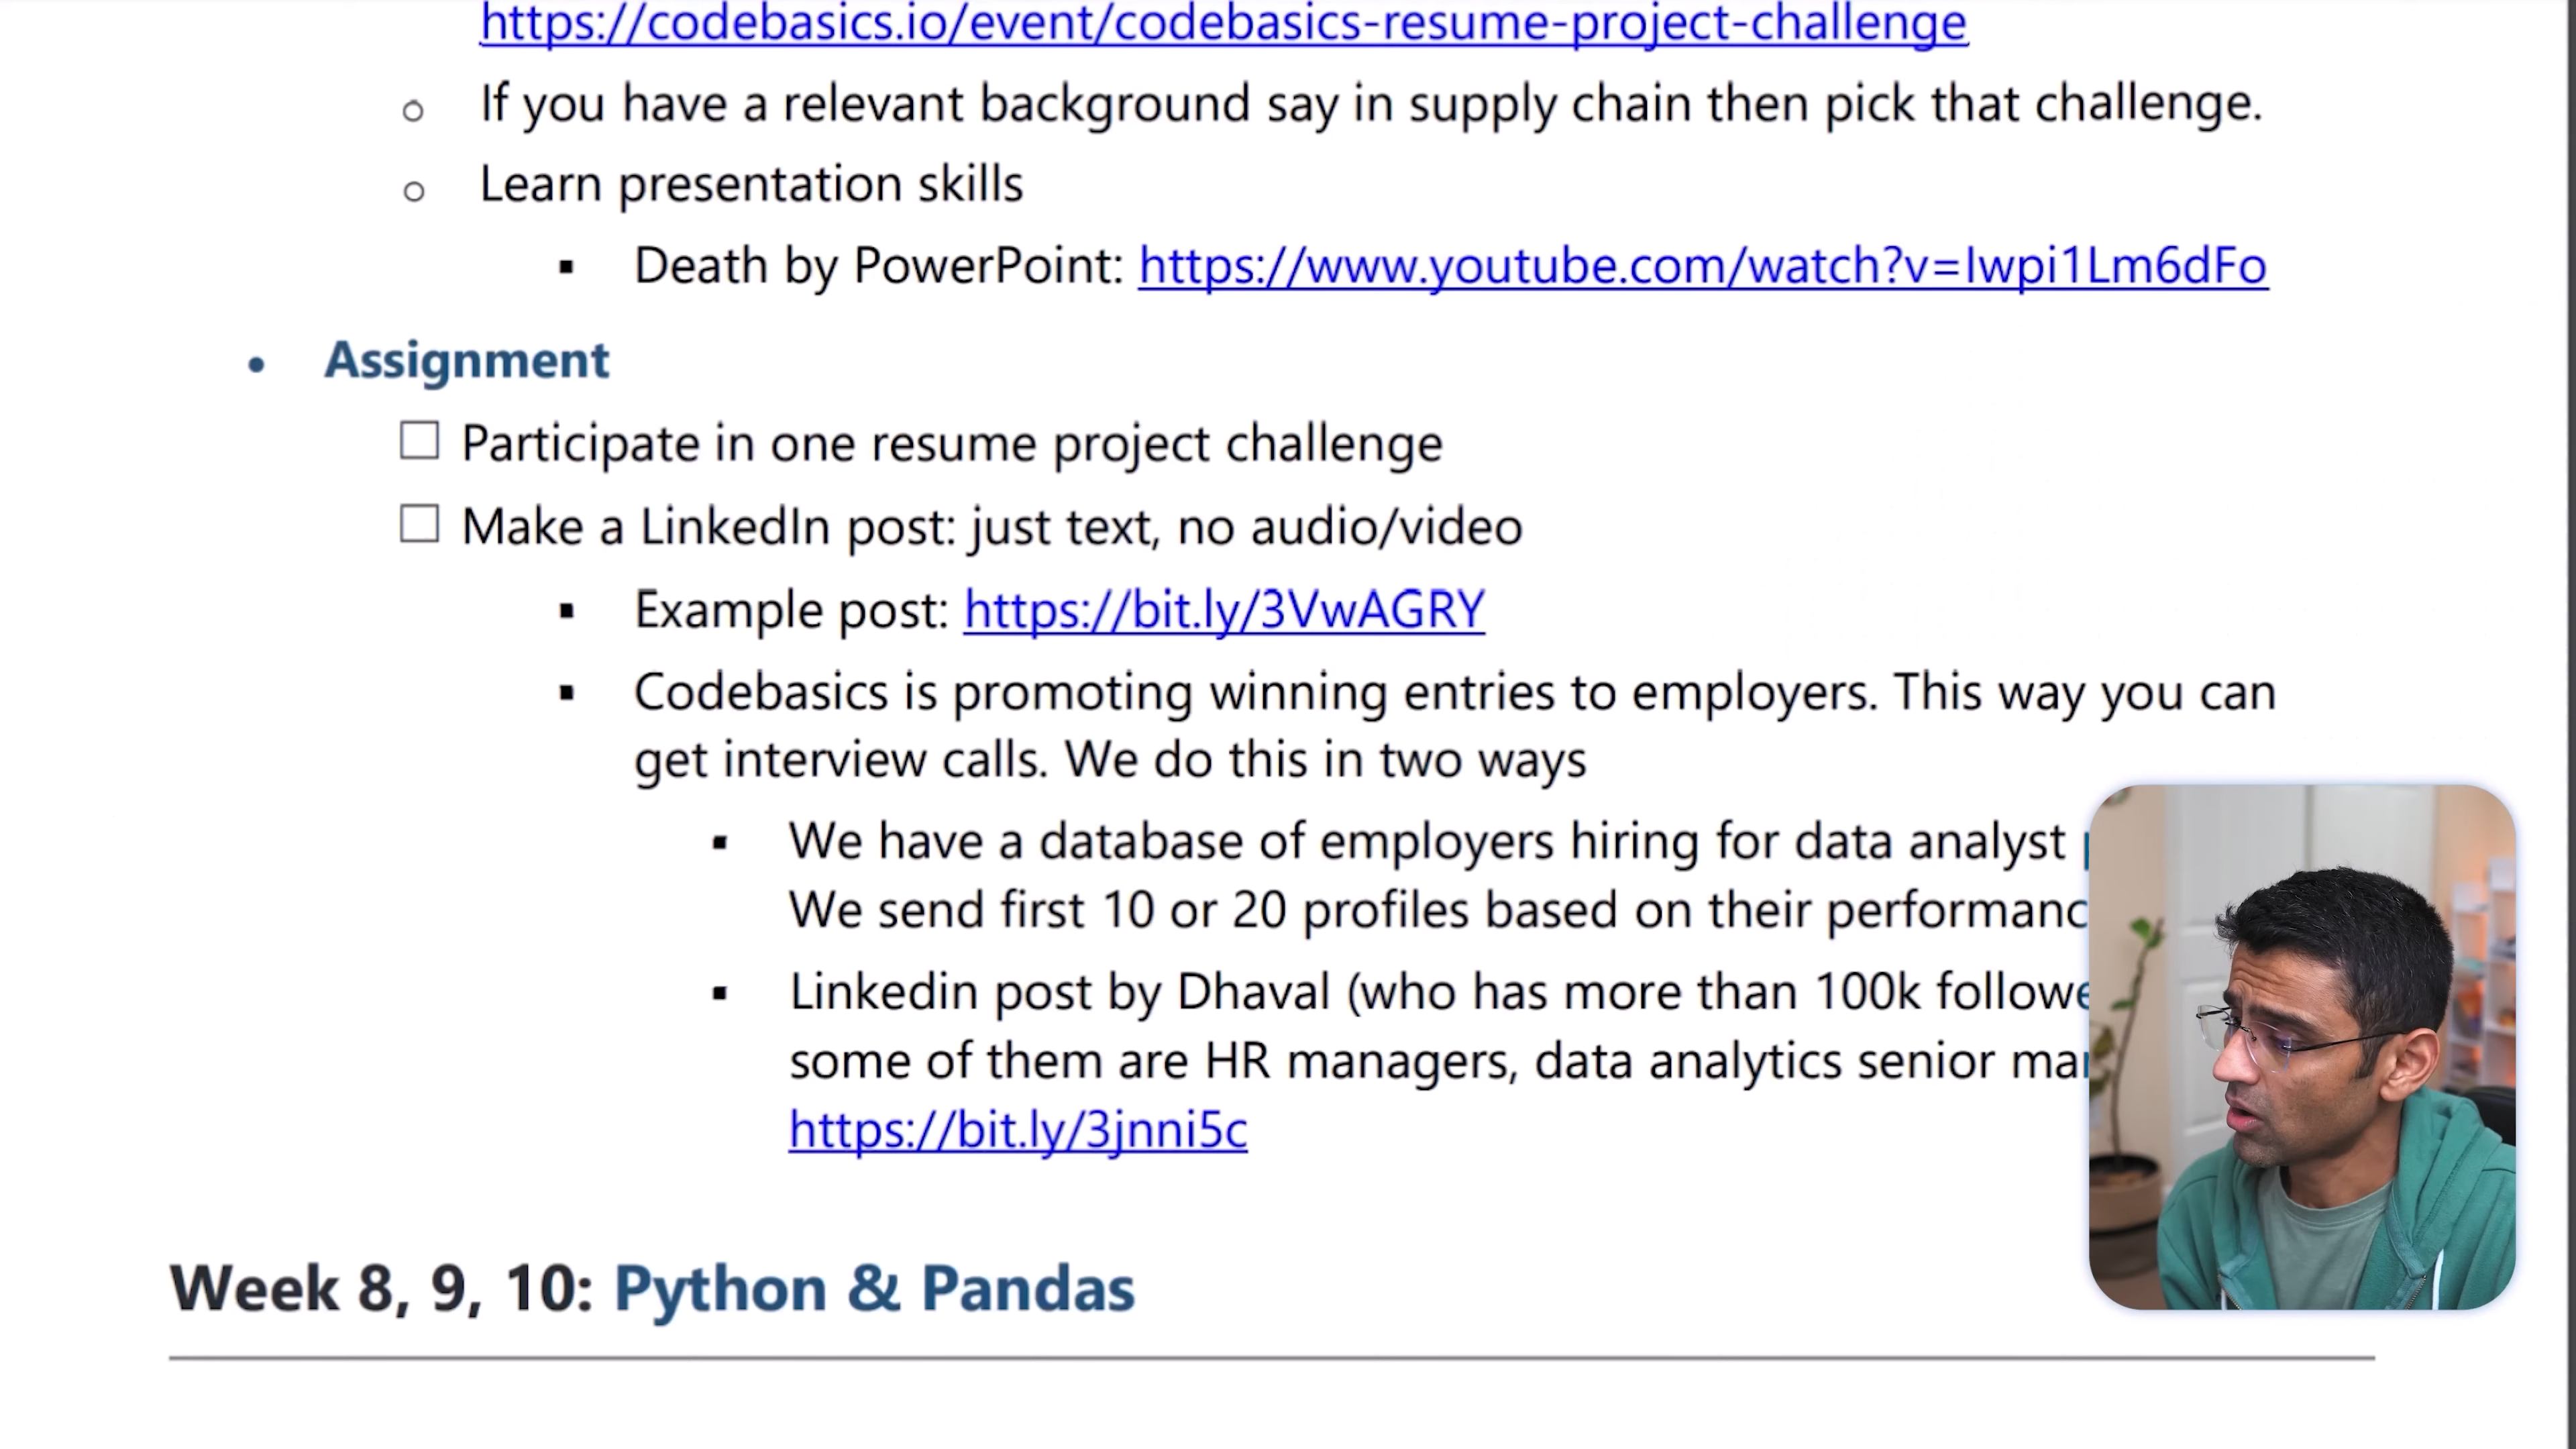 https://codebasics.io/event/codebasics-resume-project-challenge
If you have a relevant background say in supply chain then pick that challenge.
Learn presentation skills
Death by PowerPoint: https://www.youtube.com/watch?v=Iwpi1Lm6dFo
Assignment
Participate in one resume project challenge
Make a LinkedIn post: just text, no audio/video
Example post: https://bit.ly/3VwAGRY
Codebasics is promoting winning entries to employers. This way you can
get interview calls. We do this in two ways
We have a database of employers hiring for data analyst
We send first 10 or 20 profiles based on their
Linkedin post by Dhaval (who has more than 100k
some of them are HR managers, data analytics senior
https://bit.ly/3jnni5c
Week 8, 9, 10: Python & Pandas